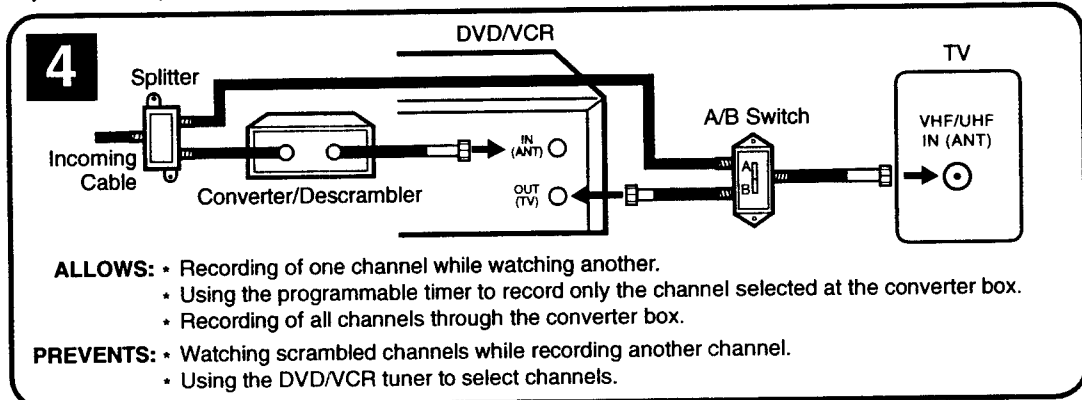 DVD/VCR
4
TV
Splitter
A/B Switch
VHF/UHF
IN (ANT)
IN
(ANT)
A
B
Incoming
Cable
OUT
(TV)
Converter/Descrambler
ALLOWS: * Recording of one channel while watching another.
* Using the programmable timer to record only the channel selected at the converter box.
* Recording of all channels through the converter box.
PREVENTS: * Watching scrambled channels while recording another channel.
* Using the DVD/VCR tuner to select channels.